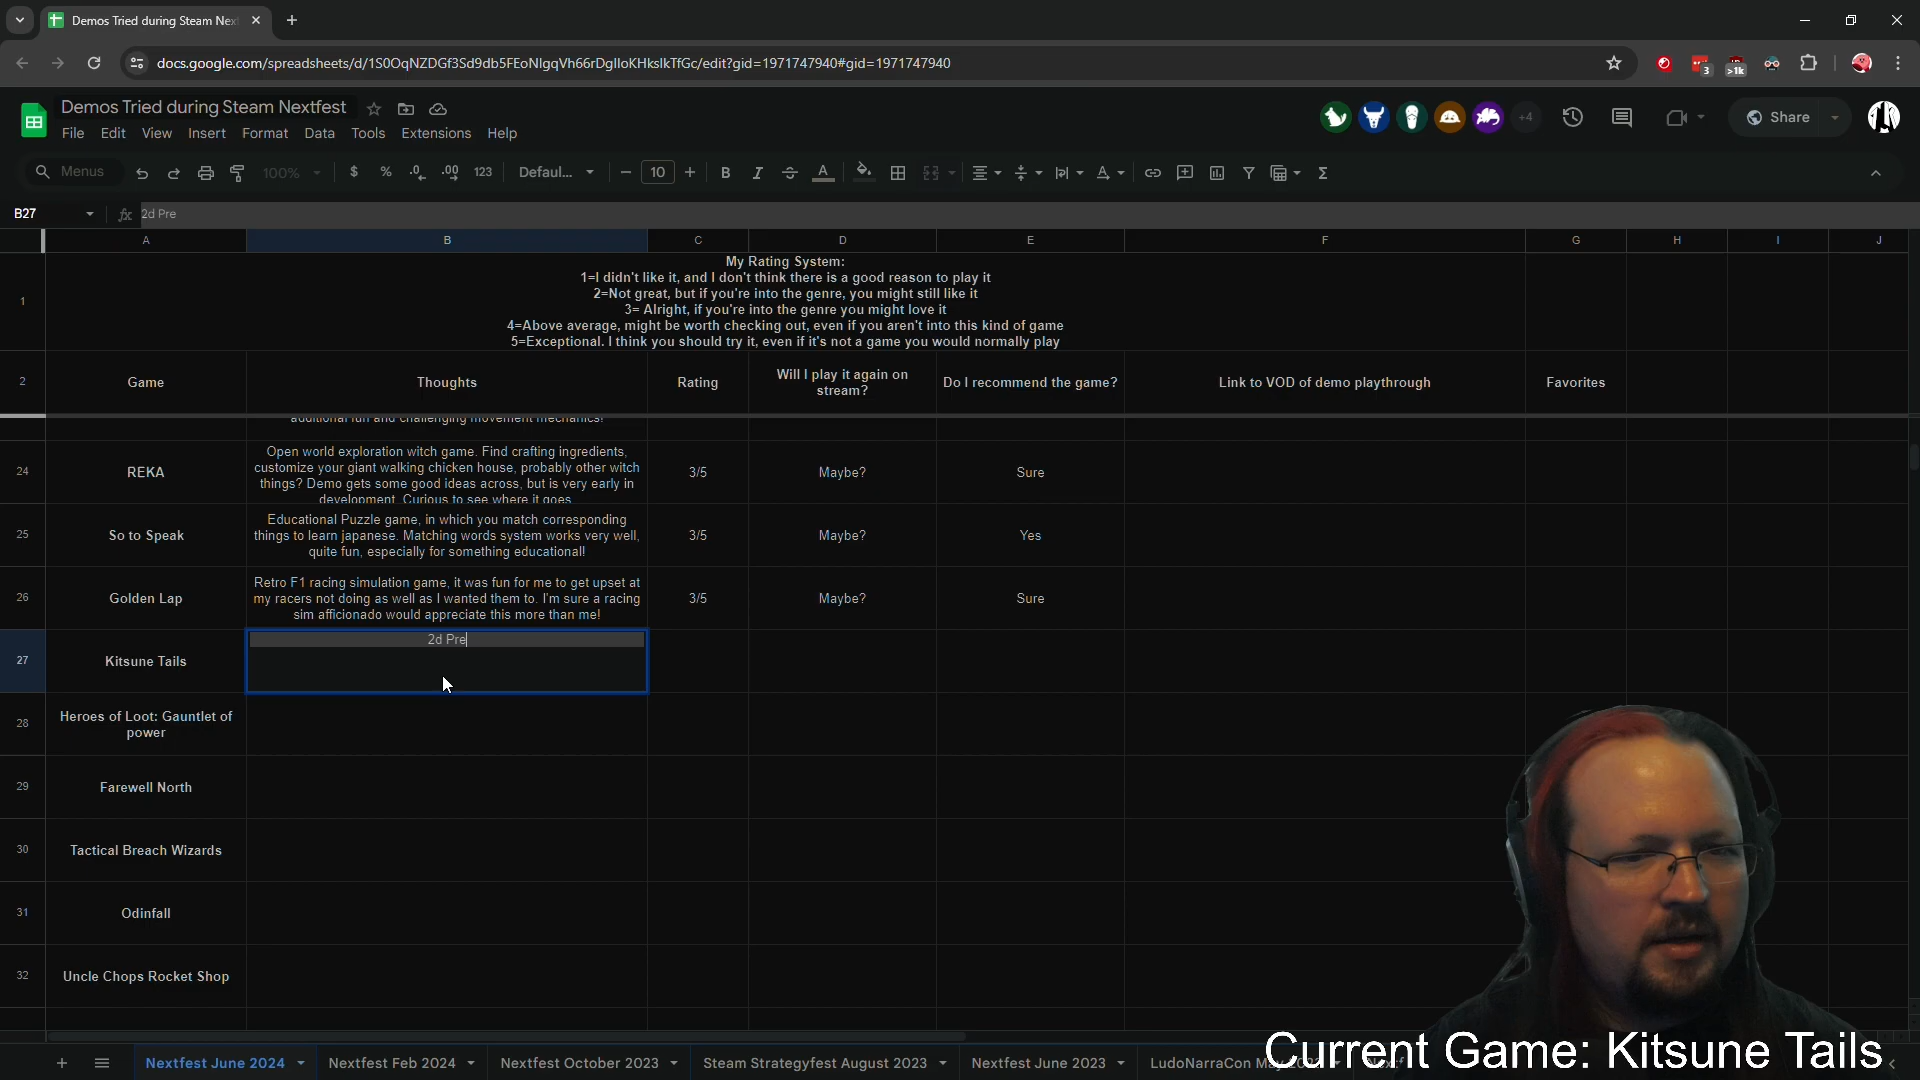 Demos Tried during Steam Nex
docs.google.com/spreadsheets/d/1S0OqNZDGf3Sd9db5FEoNlgqVh66rDglloKHkslkTfGc/edit?gid=1971747940#gid=1971747940
3
>1k
Demos Tried during Steam Nextfest
File Edit View Insert Format Data Tools Extensions Help
+4
Share
Menus
100%
$ % .0 .00 123
Defaul...
10
B27
2d Pre
A B C D E F G H I J
1
My Rating System:
1=I didn't like it, and I don't think there is a good reason to play it
2=Not great, but if you're into the genre, you might still like it
3= Alright, if you're into the genre you might love it
4=Above average, might be worth checking out, even if you aren't into this kind of game
5=Exceptional. I think you should try it, even if it's not a game you would normally play
2
Game
Thoughts
Rating
Will I play it again on
stream?
Do I recommend the game?
Link to VOD of demo playthrough
Favorites
additional fun and challenging movement mechanics!
24
REKA
Open world exploration witch game. Find crafting ingredients,
customize your giant walking chicken house, probably other witch
things? Demo gets some good ideas across, but is very early in
development. Curious to see where it goes
3/5
Maybe?
Sure
25
So to Speak
Educational Puzzle game, in which you match corresponding
things to learn japanese. Matching words system works very well,
quite fun, especially for something educational!
3/5
Maybe?
Yes
26
Golden Lap
Retro F1 racing simulation game, it was fun for me to get upset at
my racers not doing as well as I wanted them to. I'm sure a racing
sim afficionado would appreciate this more than me!
3/5
Maybe?
Sure
27
Kitsune Tails
2d Pre
28
Heroes of Loot: Gauntlet of
power
29
Farewell North
30
Tactical Breach Wizards
31
Odinfall
32
Uncle Chops Rocket Shop
Nextfest June 2024
Nextfest Feb 2024
Nextfest October 2023
Steam Strategyfest August 2023
Nextfest June 2023
LudoNarraCon
Current Game: Kitsune Tails